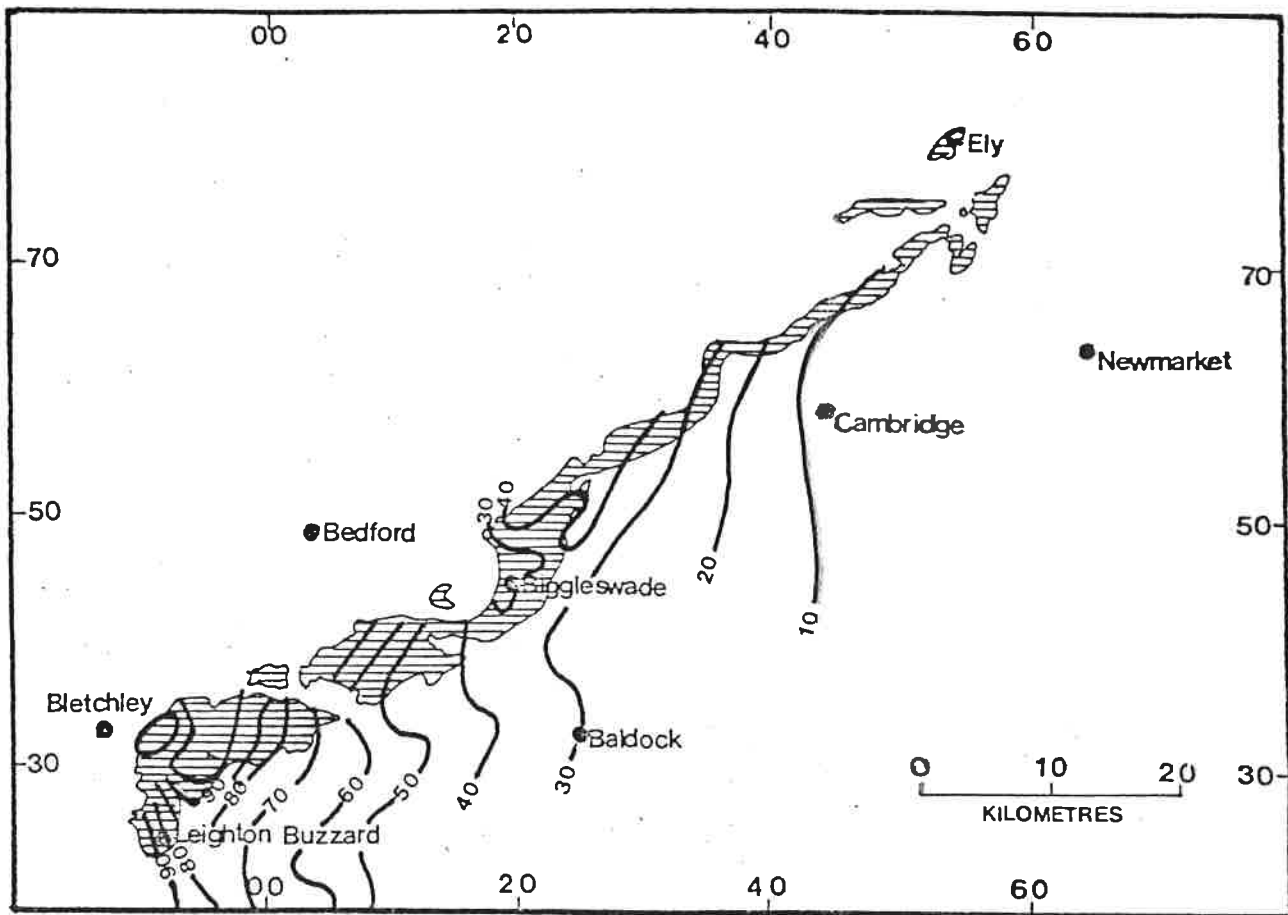 00 20 40 60
Ely
70 70
Newmarket
Cambridge
50 50
30 40
Bedford
20
Biggleswade
10
Bletchley
Baldock
30 30
0 10 20
KILOMETRES
90 80 70 60 50 40 30
Leighton Buzzard
90 80
00 20 40 60